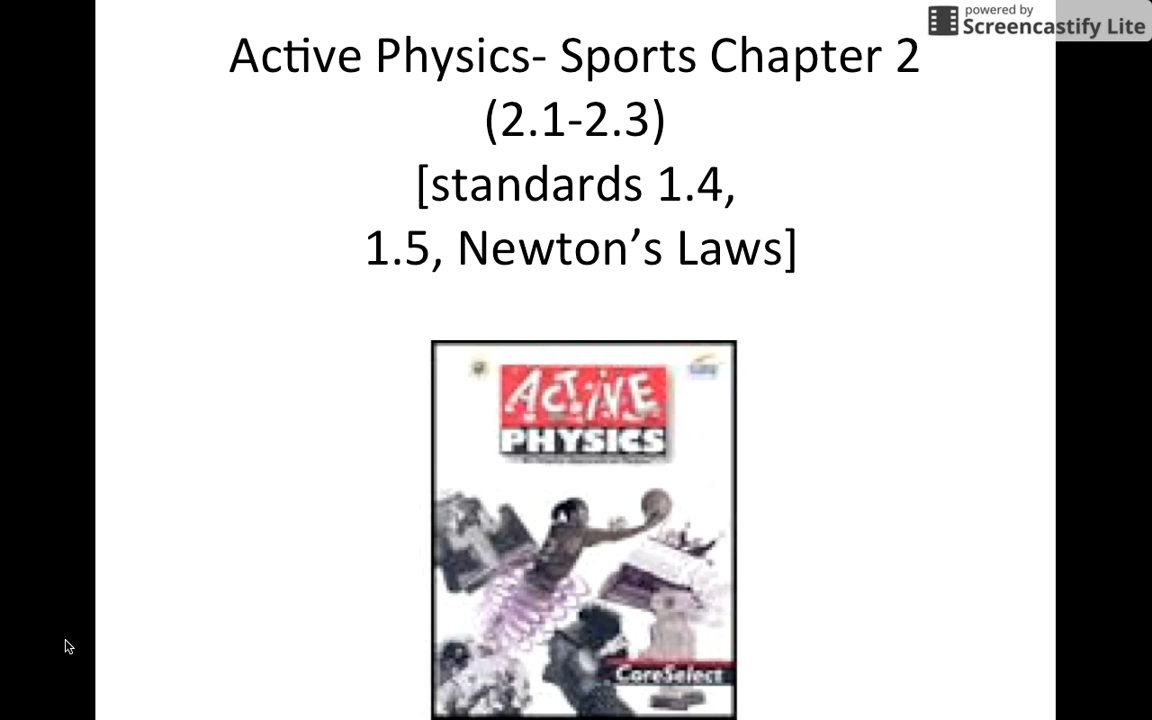 powered by
Screencastify Lite
Active Physics- Sports Chapter 2
(2.1-2.3)
[standards 1.4,
1.5, Newton’s Laws]
ACTIVE
PHYSICS
CoreSelect